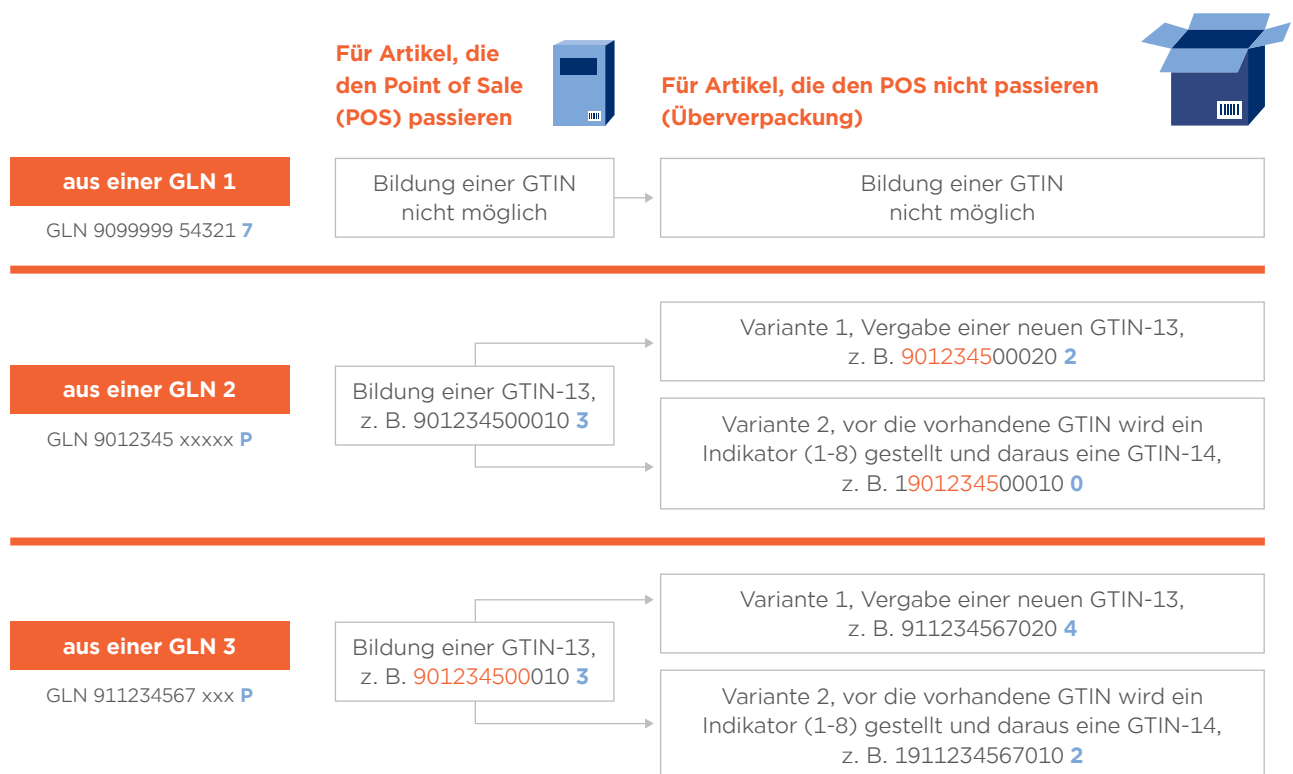 Für Artikel, die
den Point of Sale
(POS) passieren
Für Artikel, die den POS nicht passieren
(Überverpackung)
aus einer GLN 1
GLN 9099999 54321 7
Bildung einer GTIN
nicht möglich
Bildung einer GTIN
nicht möglich
aus einer GLN 2
GLN 9012345 xxxxx P
Bildung einer GTIN-13,
z. B. 901234500010 3
Variante 1, Vergabe einer neuen GTIN-13,
z. B. 901234500020 2
Variante 2, vor die vorhandene GTIN wird ein
Indikator (1-8) gestellt und daraus eine GTIN-14,
z. B. 1901234500010 0
aus einer GLN 3
GLN 911234567 xxx P
Bildung einer GTIN-13,
z. B. 901234500010 3
Variante 1, Vergabe einer neuen GTIN-13,
z. B. 911234567020 4
Variante 2, vor die vorhandene GTIN wird ein
Indikator (1-8) gestellt und daraus eine GTIN-14,
z. B. 1911234567010 2